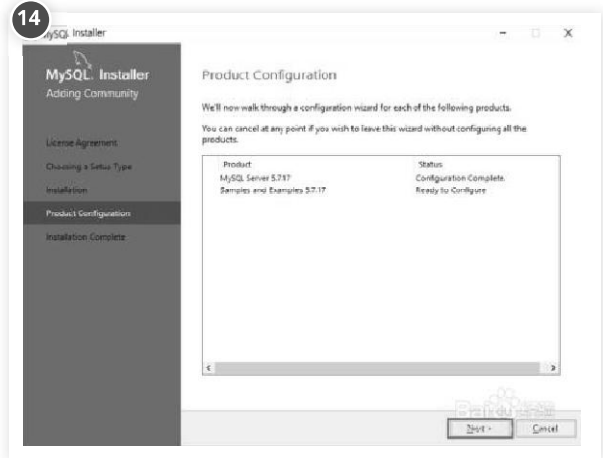 14
MySQL Installer
MySQL. Installer
Adding Community
License Agreement
Choosing a Setup Type
Installation
Product Configuration
Installation Complete
Product Configuration
We'll now walk through a configuration wizard for each of the following products.
You can cancel at any point if you wish to leave this wizard without configuring all the
products.
Product Status
MySQL Server 5.7.17 Configuration Complete.
Samples and Examples 5.7.17 Ready to Configure
Next > Cancel